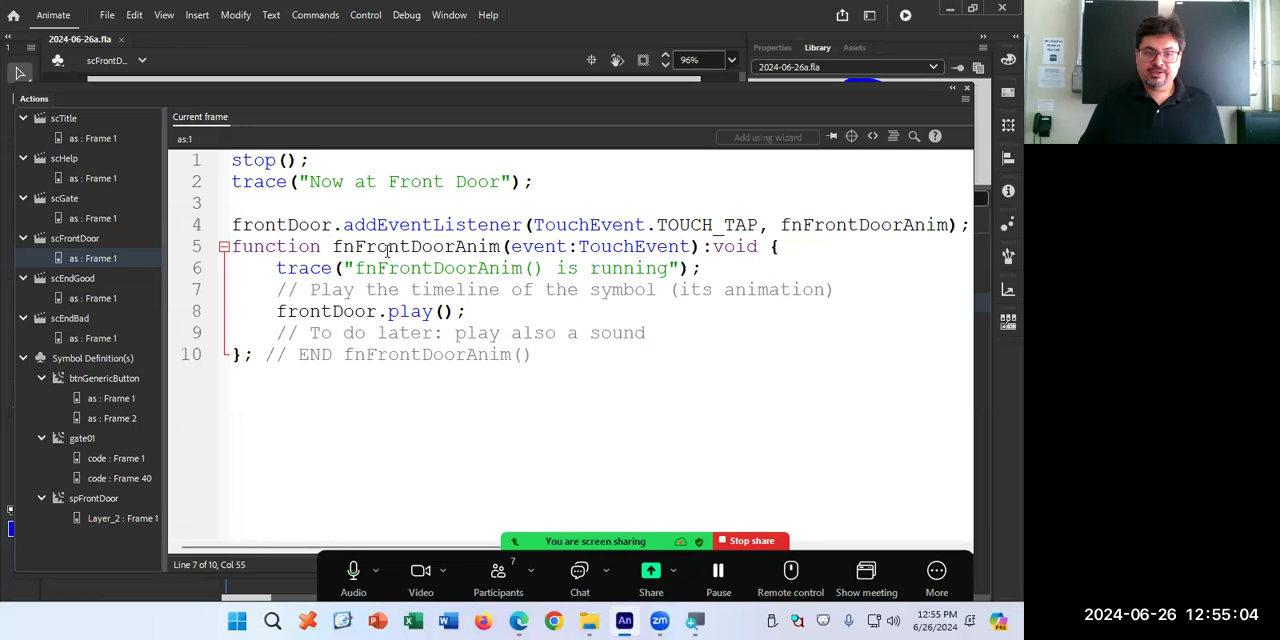 Animate File Edit View Insert Modify Text Commands Control Debug Window Help
2024-06-26a.fla ×
scFrontD... 96%
Properties Library Assets
2024-06-26a.fla
Actions
scTitle
as : Frame 1
scHelp
as : Frame 1
scGate
as : Frame 1
scFrontDoor
as : Frame 1
scEndGood
as : Frame 1
scEndBad
as : Frame 1
Symbol Definition(s)
btnGenericButton
as : Frame 1
as : Frame 2
gate01
code : Frame 1
code : Frame 40
spFrontDoor
Layer_2 : Frame 1
Current frame
as:1 Add using wizard
1 stop();
2 trace("Now at Front Door");
3
4 frontDoor.addEventListener(TouchEvent.TOUCH_TAP, fnFrontDoorAnim);
5 function fnFrontDoorAnim(event:TouchEvent):void {
6 trace("fnFrontDoorAnim() is running");
7 // Play the timeline of the symbol (its animation)
8 frontDoor.play();
9 // To do later: play also a sound
10 }; // END fnFrontDoorAnim()
You are screen sharing Stop share
Line 7 of 10, Col 55
7
Audio Video Participants Chat Share Pause Remote control Show meeting More
12:55 PM
6/26/2024
2024-06-26 12:55:04